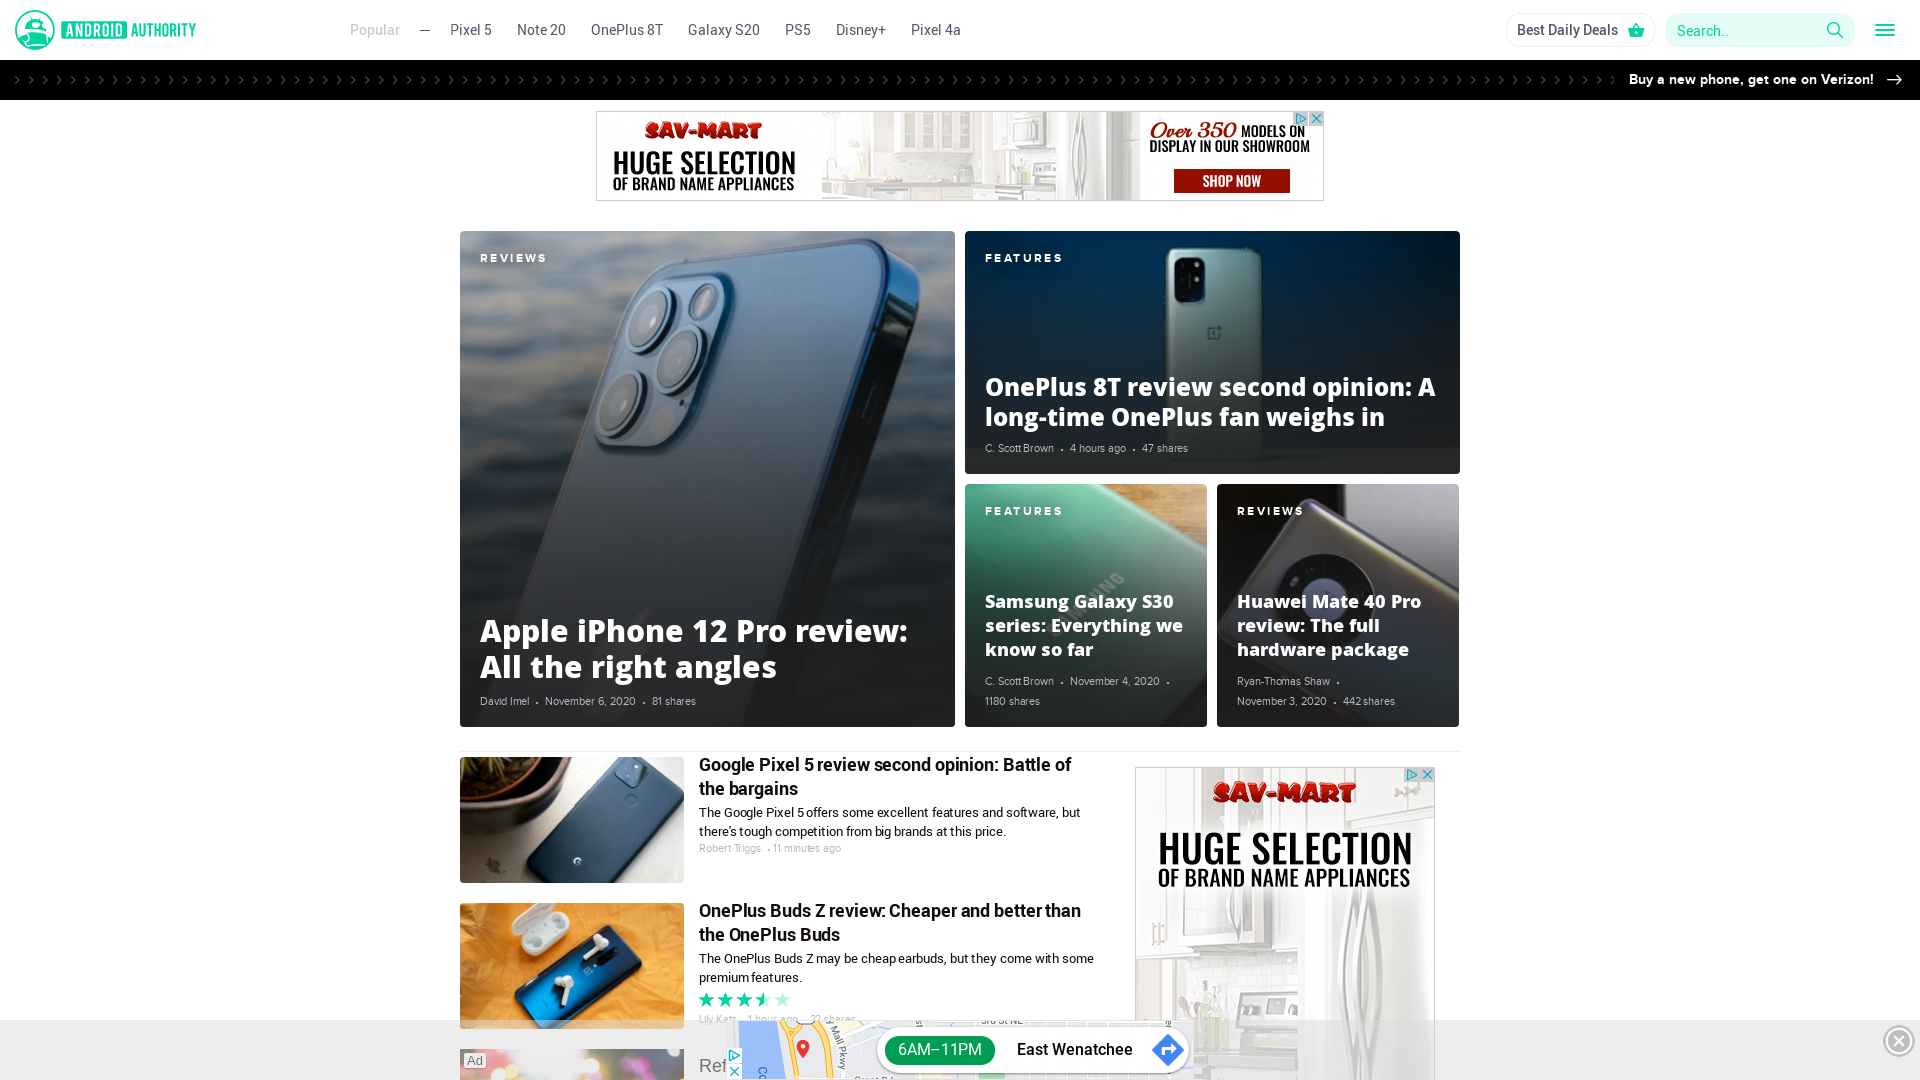 ANDROID AUTHORITY
Popular — Pixel 5 Note 20 OnePlus 8T Galaxy S20 PS5 Disney+ Pixel 4a
Best Daily Deals
Search..
Buy a new phone, get one on Verizon!
SAV-MART
HUGE SELECTION
OF BRAND NAME APPLIANCES
Over 350 MODELS ON
DISPLAY IN OUR SHOWROOM
SHOP NOW
REVIEWS
Apple iPhone 12 Pro review:
All the right angles
David Imel • November 6, 2020 • 81 shares
FEATURES
OnePlus 8T review second opinion: A
long-time OnePlus fan weighs in
C. Scott Brown • 4 hours ago • 47 shares
FEATURES
SAMSUNG
Samsung Galaxy S30
series: Everything we
know so far
C. Scott Brown • November 4, 2020 •
1180 shares
REVIEWS
Huawei Mate 40 Pro
review: The full
hardware package
Ryan-Thomas Shaw •
November 3, 2020 • 442 shares
Google Pixel 5 review second opinion: Battle of
the bargains
The Google Pixel 5 offers some excellent features and software, but
there's tough competition from big brands at this price.
Robert Triggs • 11 minutes ago
OnePlus Buds Z review: Cheaper and better than
the OnePlus Buds
The OnePlus Buds Z may be cheap earbuds, but they come with some
premium features.
Lily Katz 1 hour ago 22 shares
SAV-MART
HUGE SELECTION
OF BRAND NAME APPLIANCES
Ad
Ref
Mall Pkwy
3rd St NE
6AM–11PM
East Wenatchee